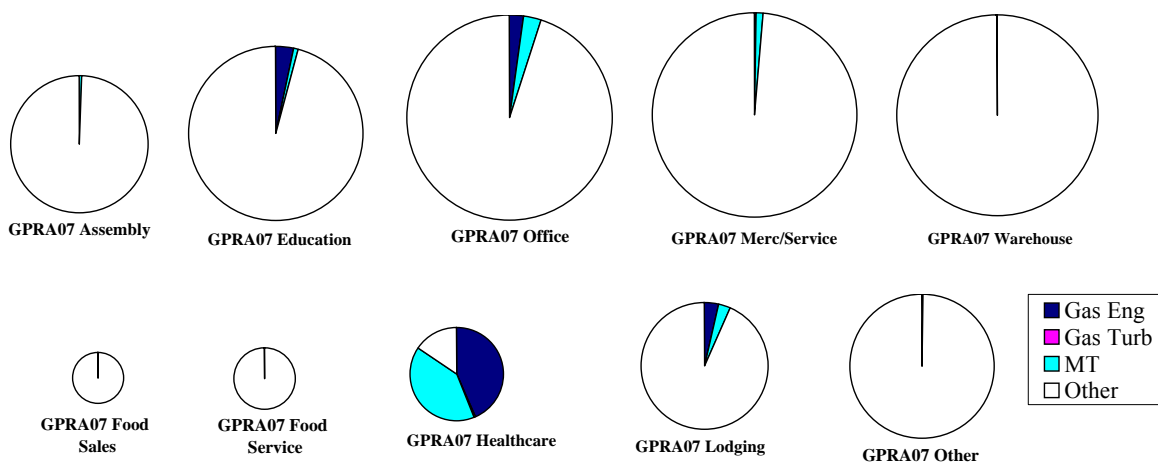 GPRA07 Assembly
GPRA07 Education
GPRA07 Office
GPRA07 Merc/Service
GPRA07 Warehouse
GPRA07 Food
Sales
GPRA07 Food
Service
GPRA07 Healthcare
GPRA07 Lodging
GPRA07 Other
Gas Eng
Gas Turb
MT
Other